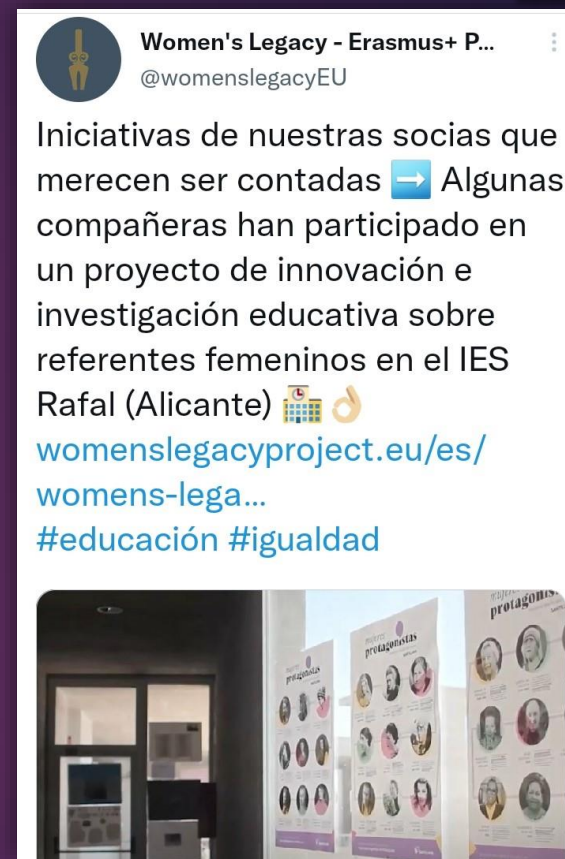 Women's Legacy - Erasmus+ P...
@womenslegacyEU
Iniciativas de nuestras socias que
merecen ser contadas ➡️ Algunas
compañeras han participado en
un proyecto de innovación e
investigación educativa sobre
referentes femeninos en el IES
Rafal (Alicante) 🏫👌🏼
womenslegacyproject.eu/es/
womens-lega...
#educación #igualdad
mujeres
protagonistas
mujeres
protagonistas
mujeres
protagonistas